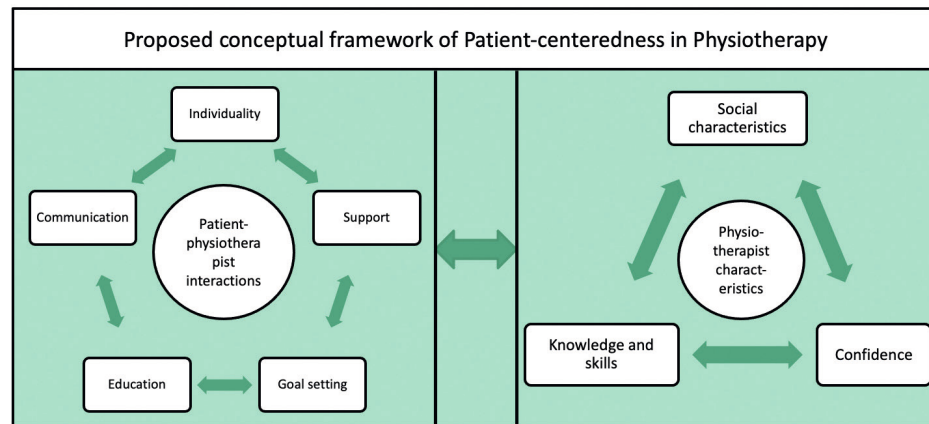 Proposed conceptual framework of Patient-centeredness in Physiotherapy
Individuality
Communication
Support
Patient-
physiothera
pist
interactions
Education
Goal setting
Social
characteristics
Physio-
therapist
charact-
eristics
Knowledge and
skills
Confidence